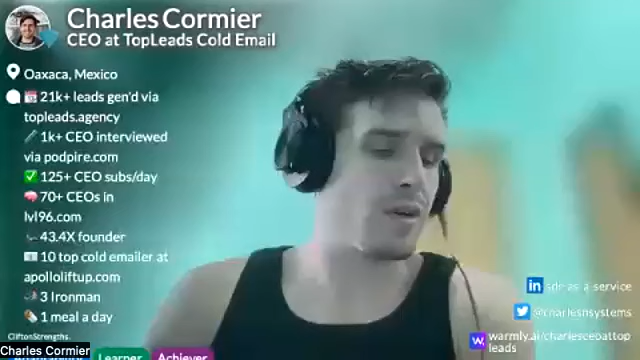 Charles Cormier
CEO at TopLeads Cold Email
Oaxaca, Mexico
21k+ leads gen'd via
topleads.agency
1k+ CEO interviewed
via podpire.com
125+ CEO subs/day
70+ CEOs in
lvl96.com
43.4X founder
10 top cold emailer at
apolloliftup.com
3 Ironman
1 meal a day
CliftonStrengths.
Learner
Achiever
Charles Cormier
in sdr-as-a-service
@charlesnsystems
warmly.ai/charlesceoattop
leads